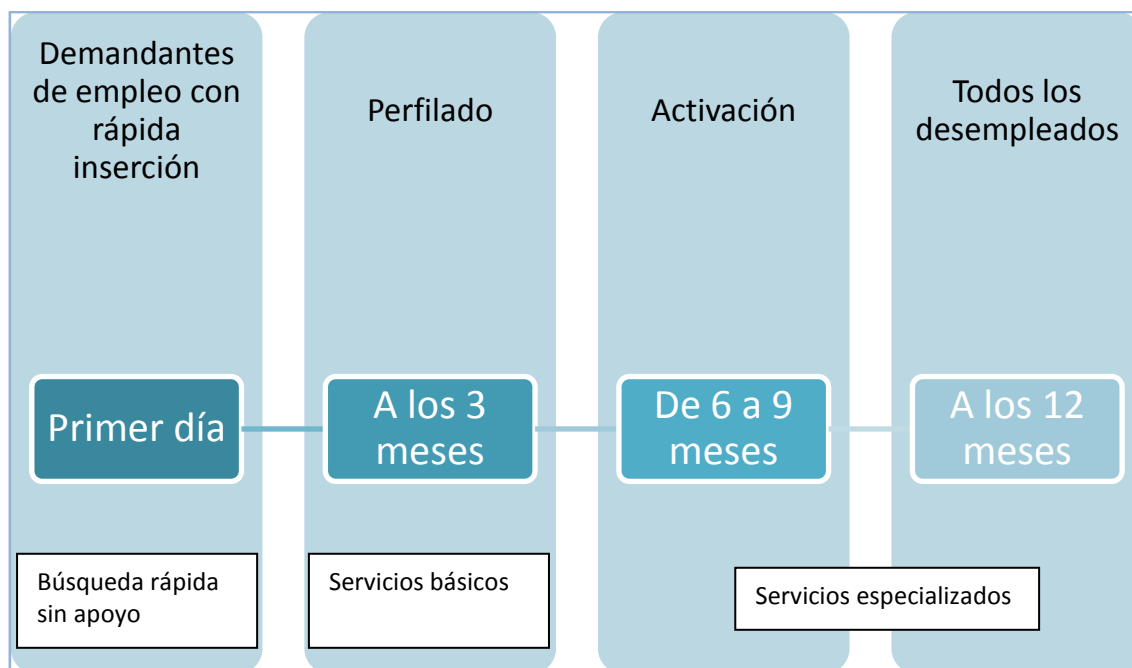 Demandantes
de empleo con
rápida
inserción
Perfilado
Activación
Todos los
desempleados
Primer día
A los 3
meses
De 6 a 9
meses
A los 12
meses
Búsqueda rápida
sin apoyo
Servicios básicos
Servicios especializados